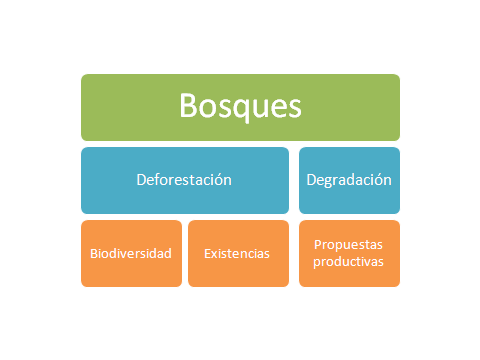 Bosques
Deforestación
Degradación
Biodiversidad
Existencias
Propuestas
productivas